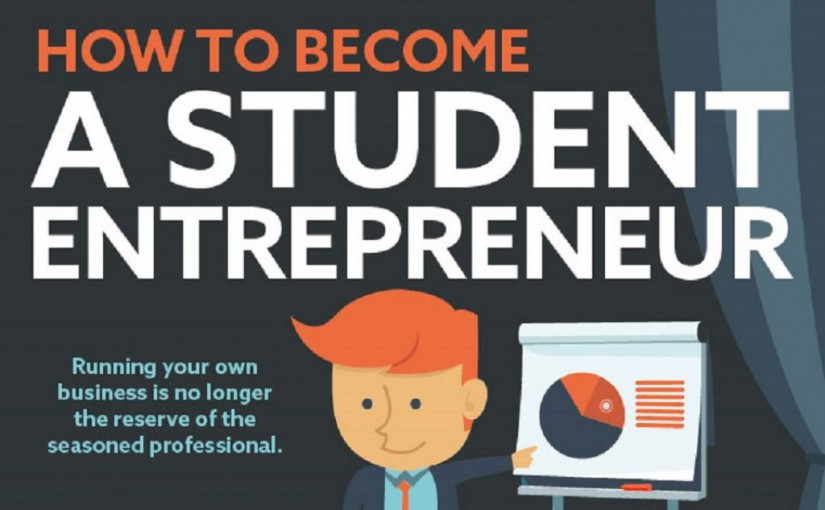 HOW TO BECOME
A STUDENT
ENTREPRENEUR
Running your own
business is no longer
the reserve of the
seasoned professional.